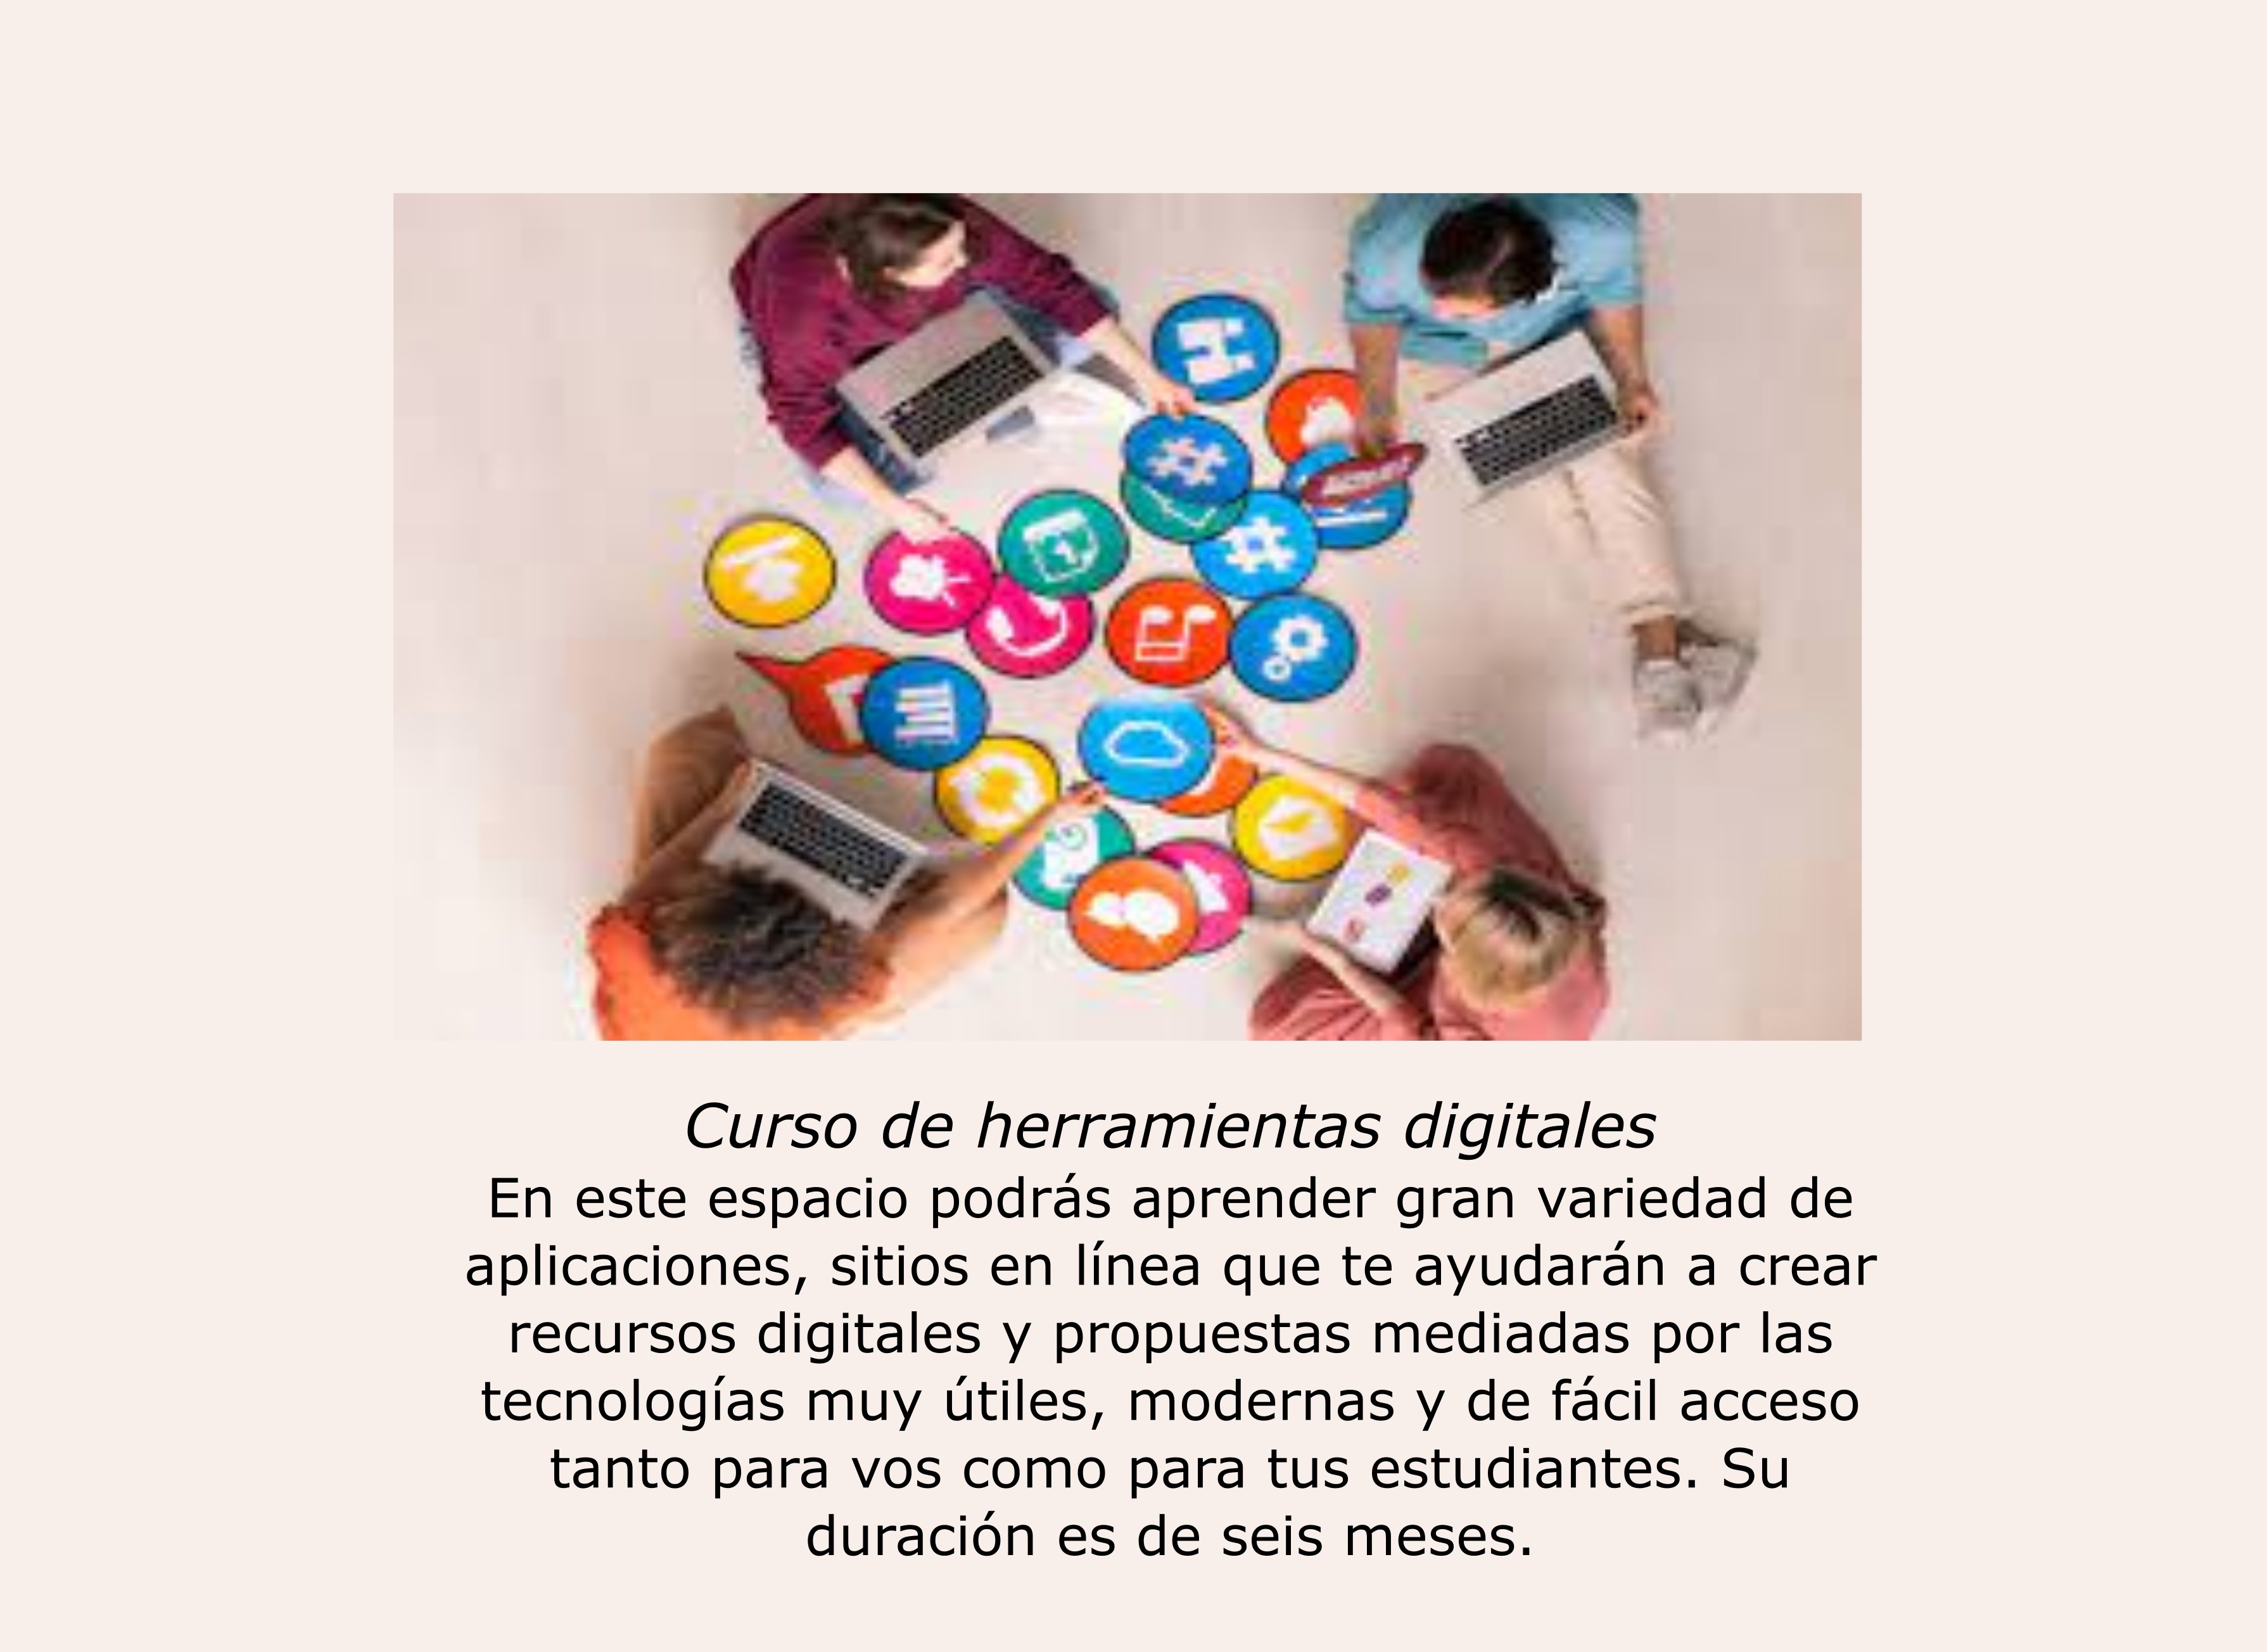 Curso de herramientas digitales
En este espacio podrás aprender gran variedad de
aplicaciones, sitios en línea que te ayudarán a crear
recursos digitales y propuestas mediadas por las
tecnologías muy útiles, modernas y de fácil acceso
tanto para vos como para tus estudiantes. Su
duración es de seis meses.